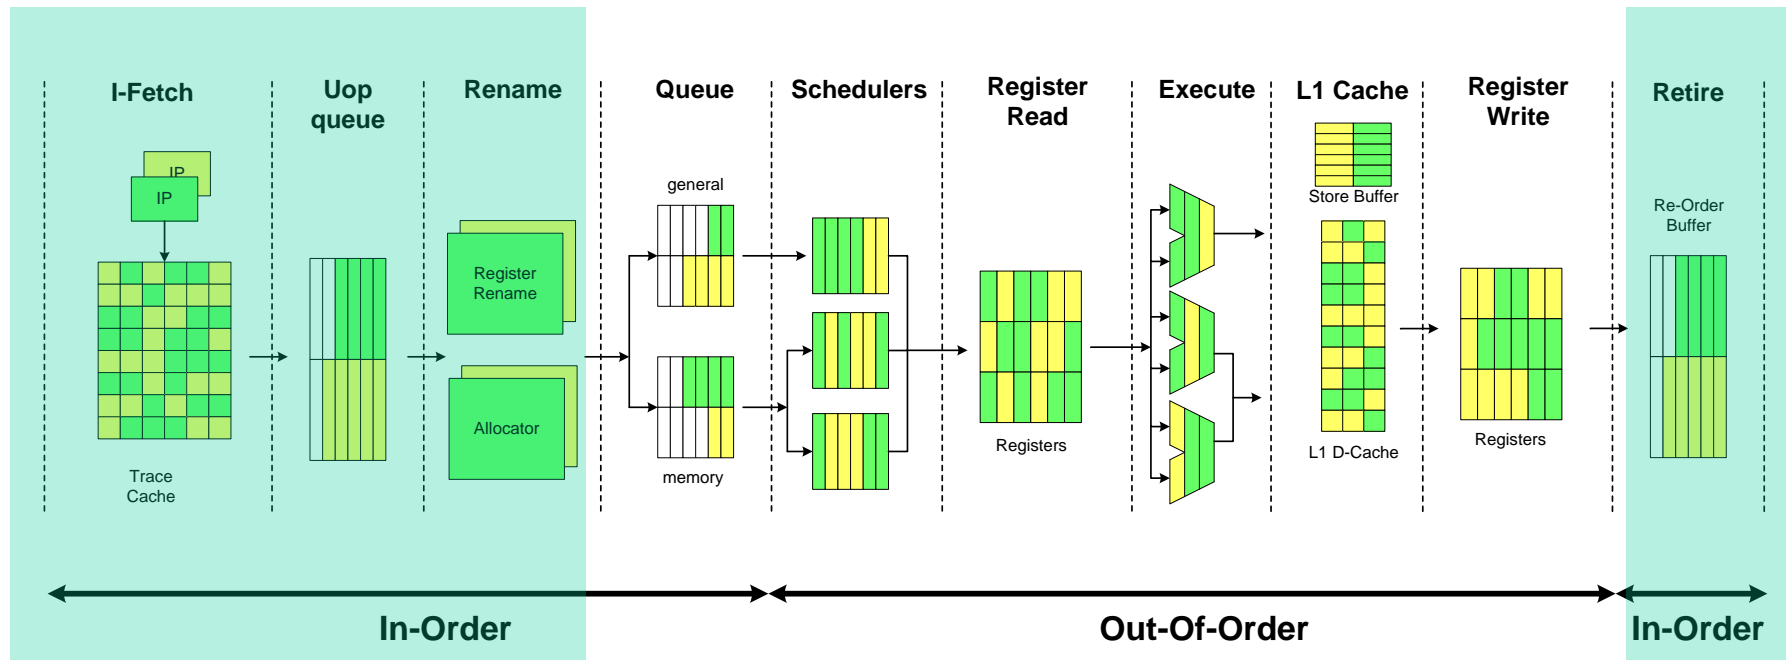 I-Fetch
Uop
queue
Rename
Queue
Schedulers
Register
Read
Execute
L1 Cache
Register
Write
Retire
IP
IP
Trace
Cache
Register
Rename
Allocator
general
memory
Registers
Store Buffer
L1 D-Cache
Registers
Re-Order
Buffer
In-Order
Out-Of-Order
In-Order